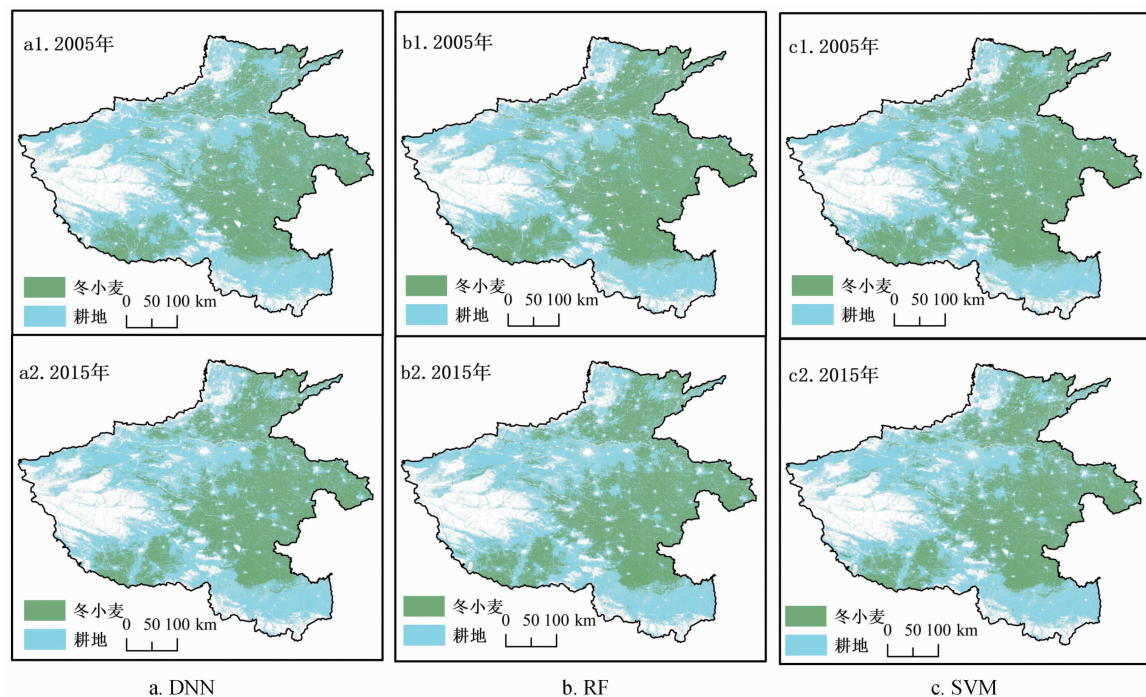 a1.2005年
冬小麦
0 50 100 km
耕地
b1.2005年
冬小麦
0 50 100 km
耕地
c1.2005年
冬小麦
0 50 100 km
耕地
a2.2015年
冬小麦
0 50 100 km
耕地
b2.2015年
冬小麦
0 50 100 km
耕地
c2.2015年
冬小麦
0 50 100 km
耕地
a. DNN
b. RF
c. SVM